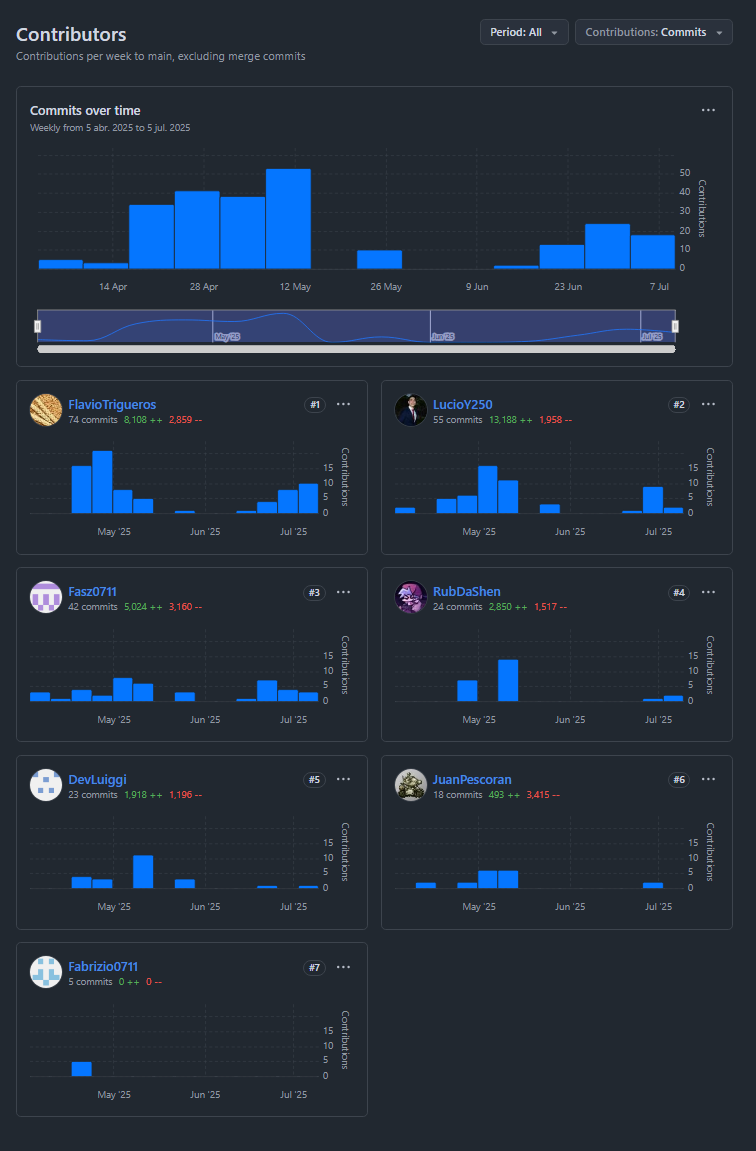 Contributors
Period: All
Contributions: Commits
Contributions per week to main, excluding merge commits
Commits over time
Weekly from 5 abr. 2025 to 5 jul. 2025
50
40
30
20
10
0
Contributions
14 Apr
28 Apr
12 May
26 May
9 Jun
23 Jun
7 Jul
May '25
Jun '25
Jul '25
FlavioTrigueros
#1
74 commits 8,108 ++ 2,859 --
15
10
5
0
Contributions
May '25
Jun '25
Jul '25
LucioY250
#2
55 commits 13,188 ++ 1,958 --
15
10
5
0
Contributions
May '25
Jun '25
Jul '25
Fasz0711
#3
42 commits 5,024 ++ 3,160 --
15
10
5
0
Contributions
May '25
Jun '25
Jul '25
RubDaShen
#4
24 commits 2,850 ++ 1,517 --
15
10
5
0
Contributions
May '25
Jun '25
Jul '25
DevLuiggi
#5
23 commits 1,918 ++ 1,196 --
15
10
5
0
Contributions
May '25
Jun '25
Jul '25
JuanPescoran
#6
18 commits 493 ++ 3,415 --
15
10
5
0
Contributions
May '25
Jun '25
Jul '25
Fabrizio0711
#7
5 commits 0 ++ 0 --
15
10
5
0
Contributions
May '25
Jun '25
Jul '25